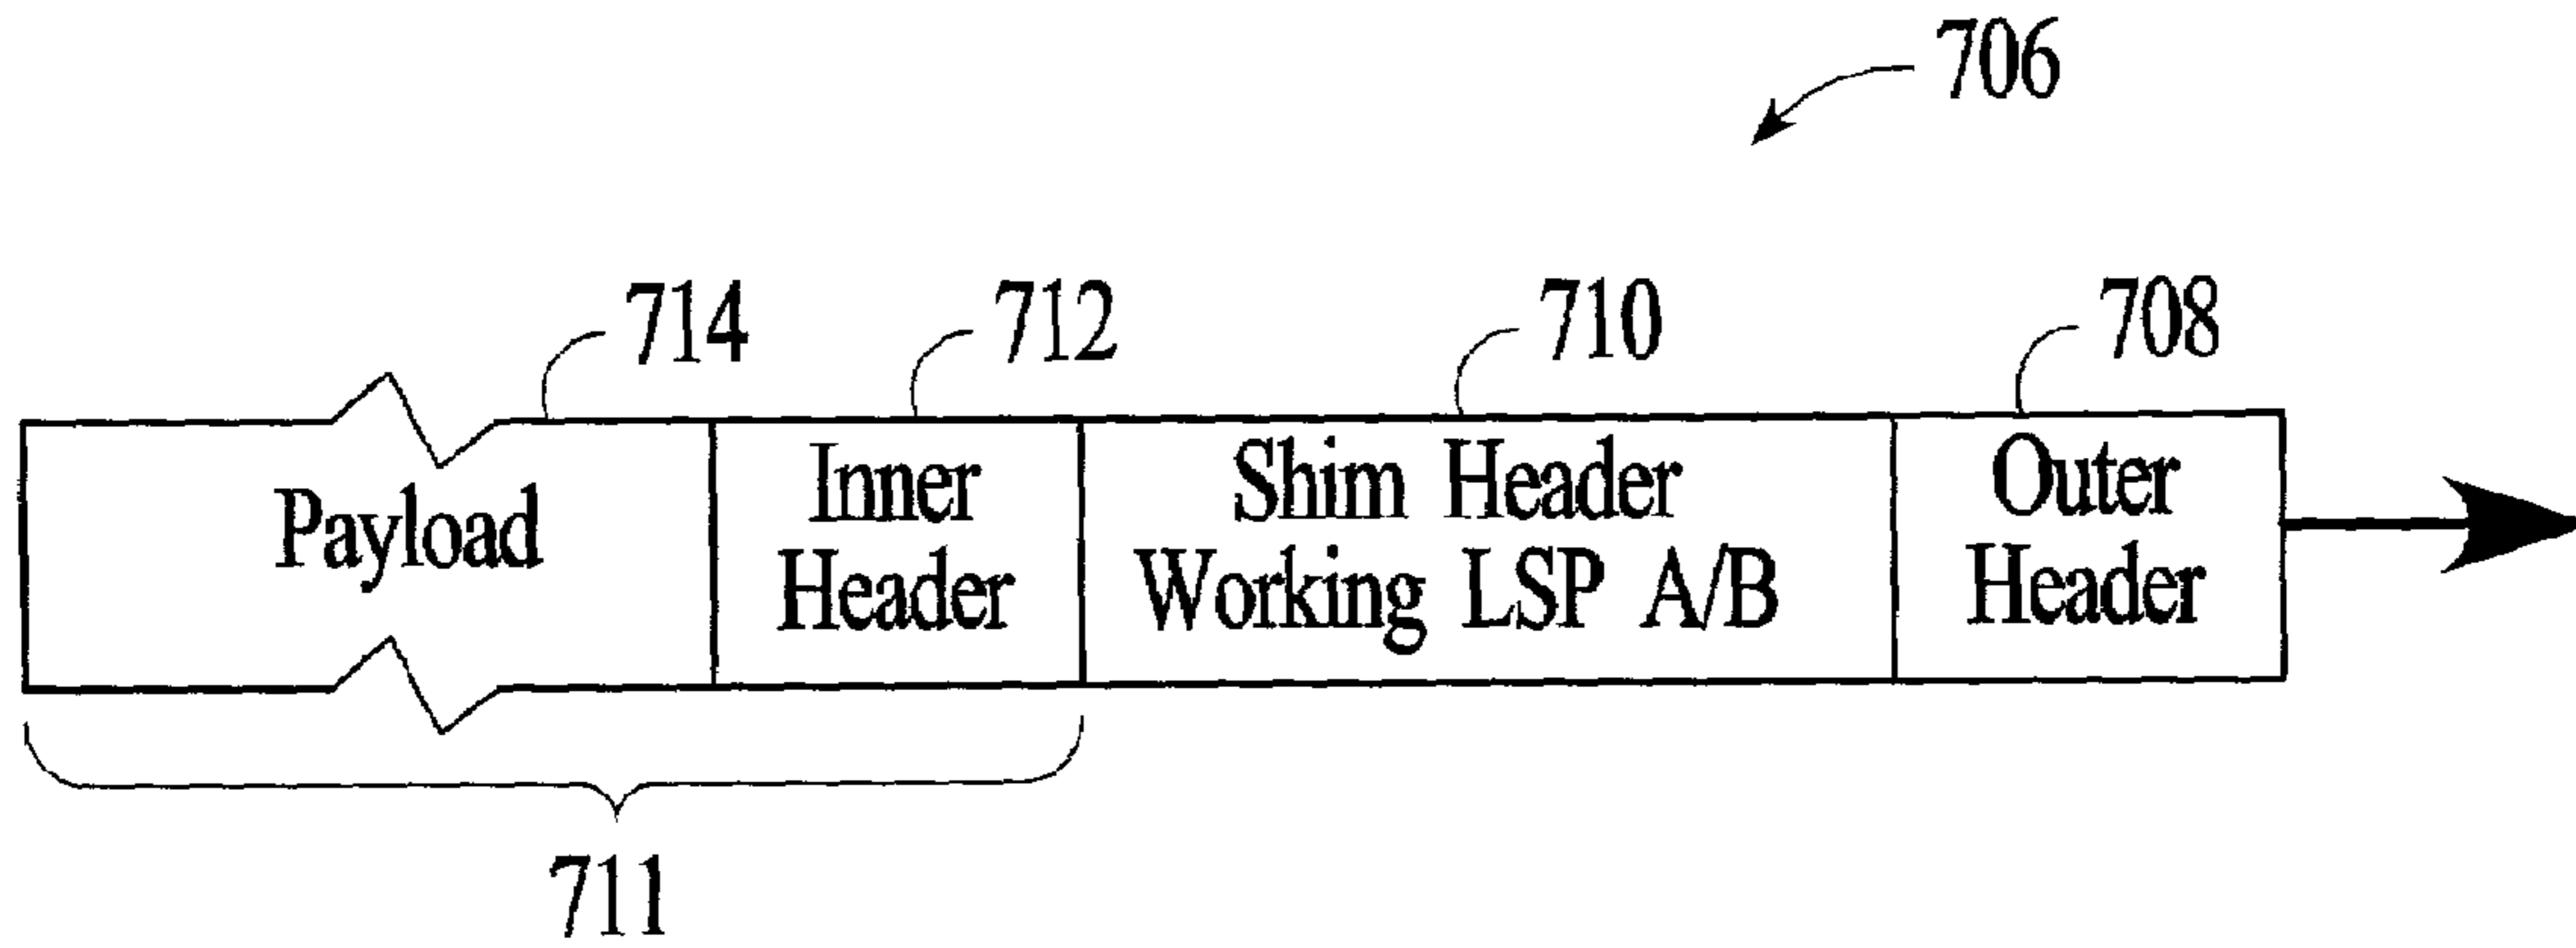 706
714
712
710
708
Payload
Inner
Header
Shim Header
Working LSP A/B
Outer
Header
711